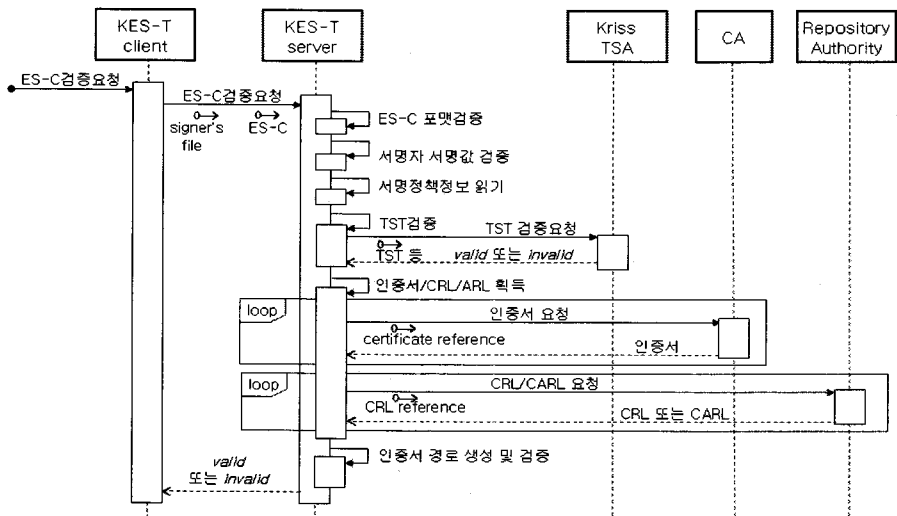 KES-T
client
KES-T
server
Kriss
TSA
CA
Repository
Authority
ES-C검증요청
ES-C검증요청
signer's
file
ES-C
ES-C 포맷검증
서명자 서명값 검증
서명정책정보 읽기
TST검증
TST 검증요청
TST 등
valid 또는 invalid
인증서/CRL/ARL 획득
loop
인증서 요청
certificate reference
인증서
loop
CRL/CARL 요청
CRL reference
CRL 또는 CARL
인증서 경로 생성 및 검증
valid
또는 invalid